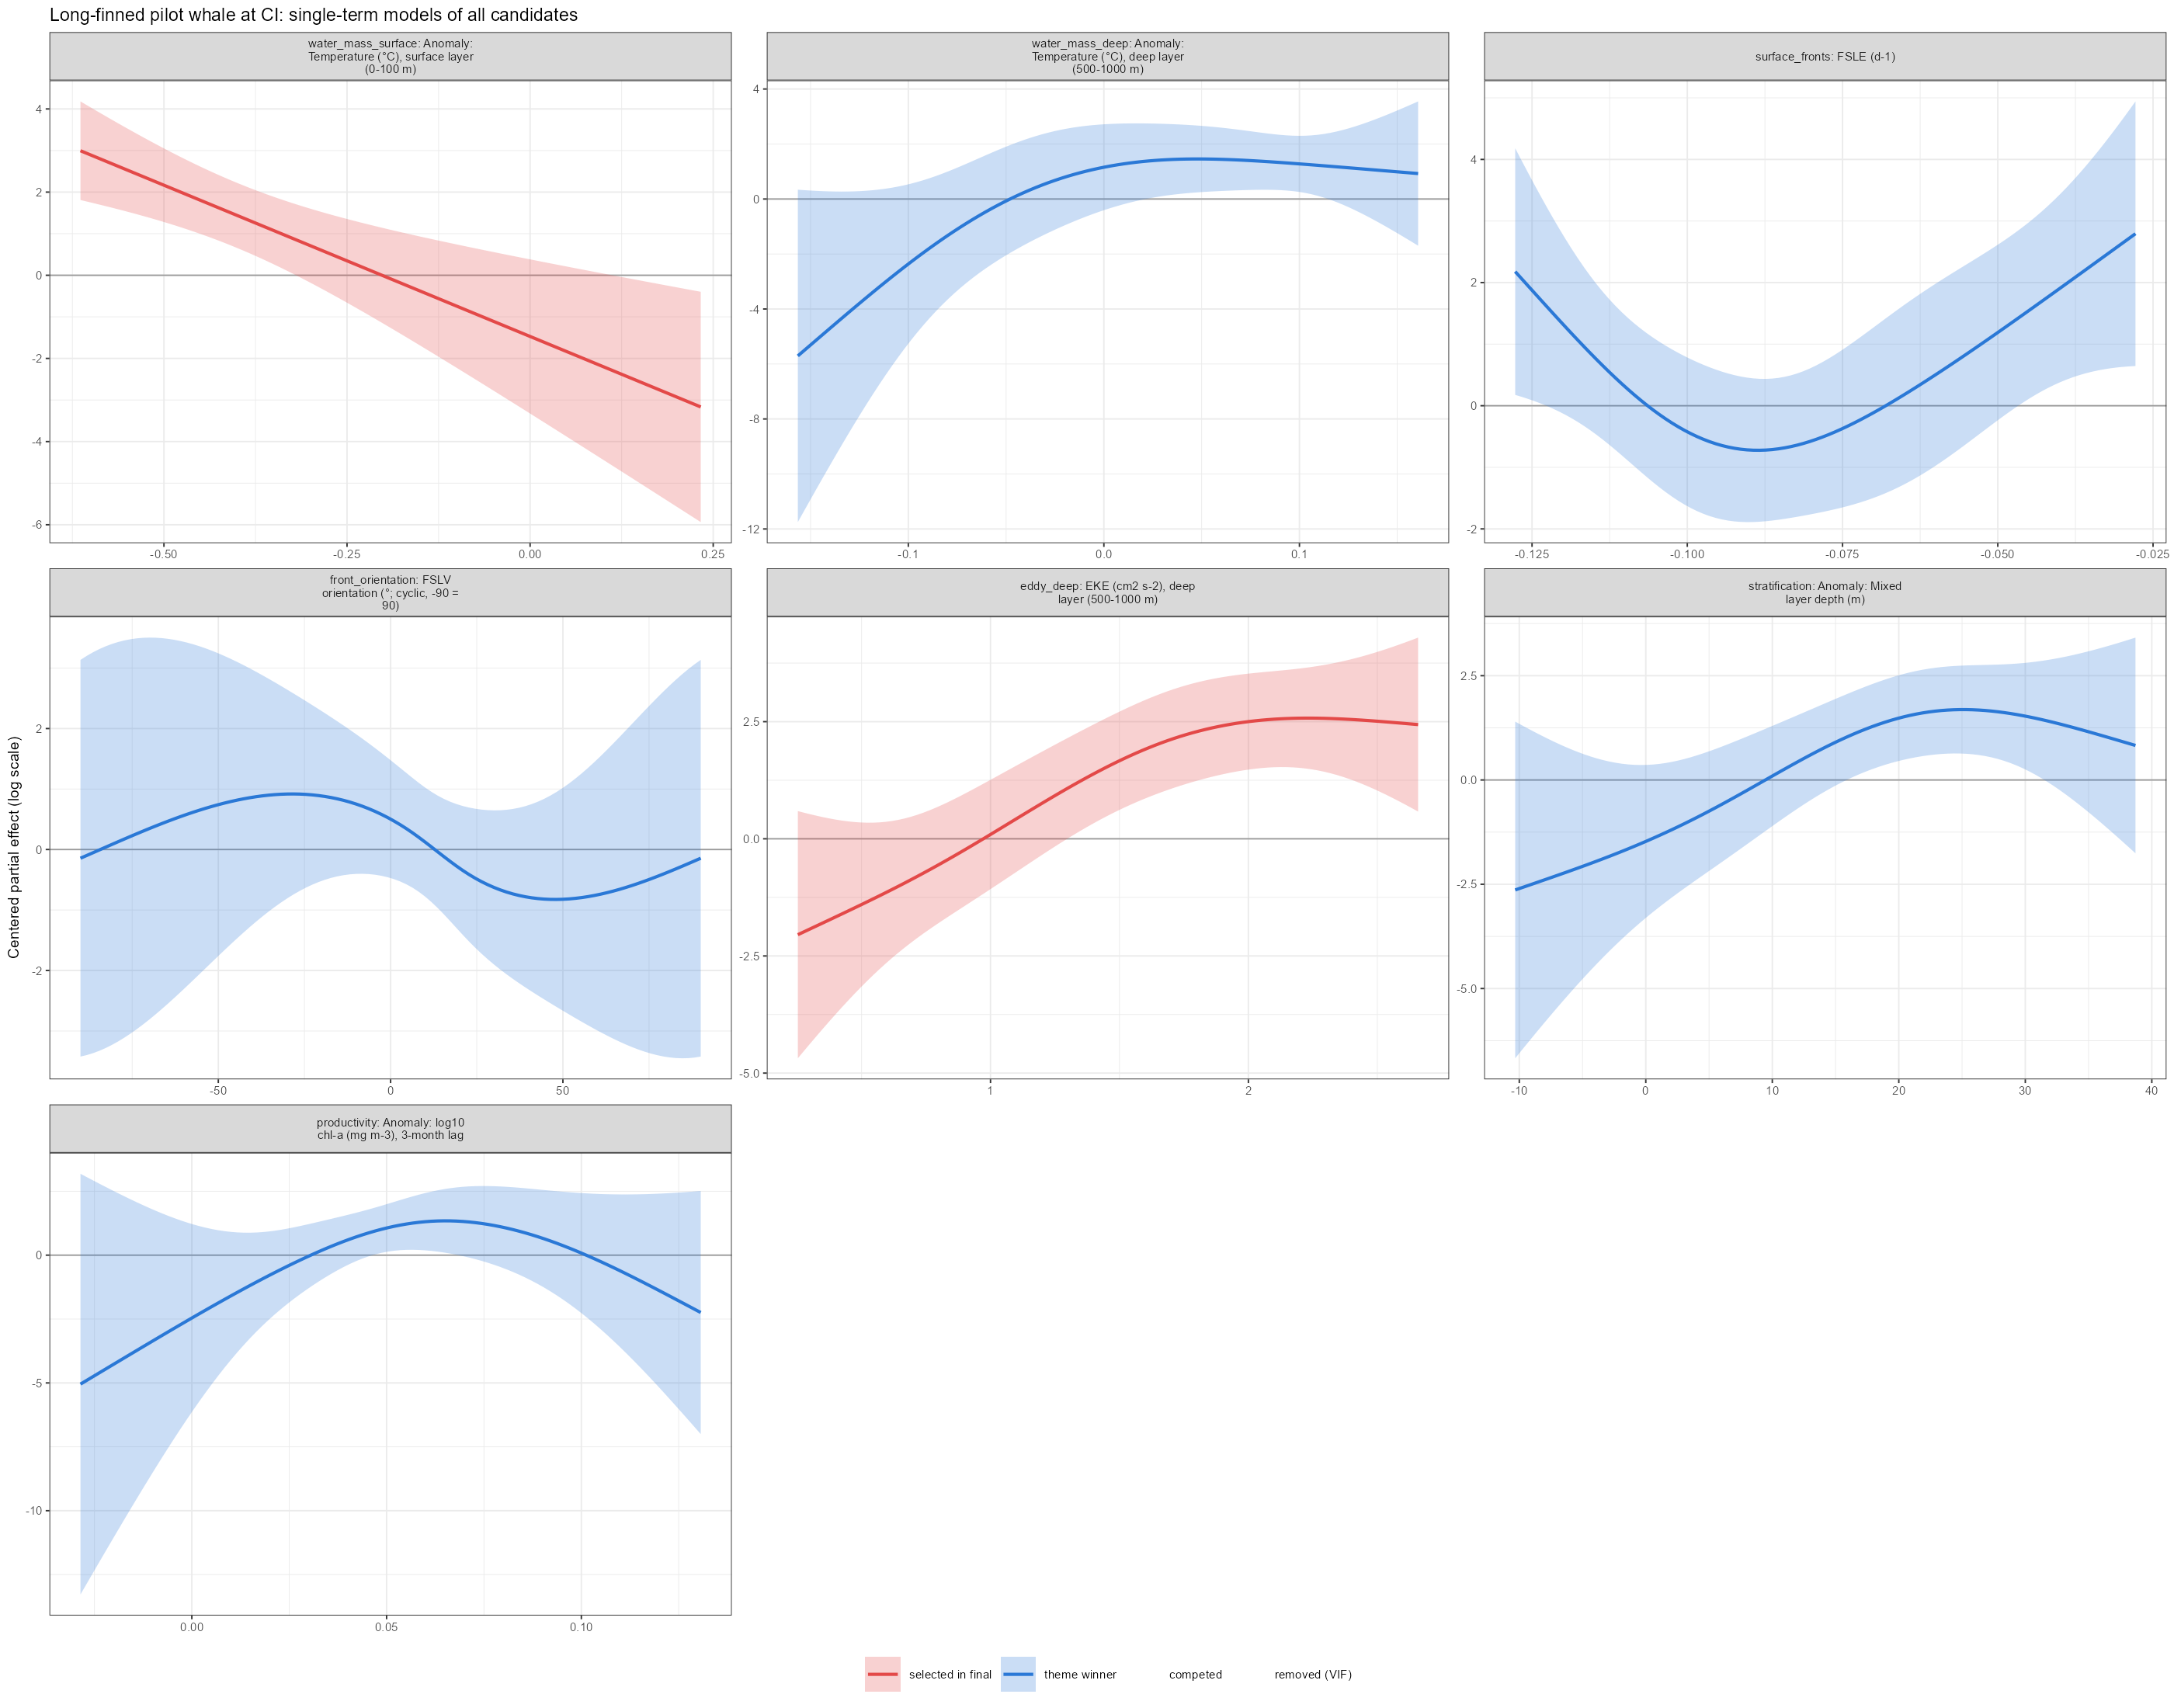 Long-finned pilot whale at CI: single-term models of all candidates
water_mass_surface: Anomaly:
Temperature (°C), surface layer
(0-100 m)
water_mass_deep: Anomaly:
Temperature (°C), deep layer
(500-1000 m)
surface_fronts: FSLE (d-1)
4
2
0
-2
-4
-6
-0.50
-0.25
0.00
0.25
4
0
-4
-8
-12
-0.1
0.0
0.1
4
2
0
-2
-0.125
-0.100
-0.075
-0.050
-0.025
front_orientation: FSLV
orientation (°; cyclic, -90 =
90)
eddy_deep: EKE (cm2 s-2), deep
layer (500-1000 m)
stratification: Anomaly: Mixed
layer depth (m)
Centered partial effect (log scale)
2
0
-2
-50
0
50
2.5
0.0
-2.5
-5.0
1
2
2.5
0.0
-2.5
-5.0
-10
0
10
20
30
40
productivity: Anomaly: log10
chl-a (mg m-3), 3-month lag
0
-5
-10
0.00
0.05
0.10
selected in final
theme winner
competed
removed (VIF)